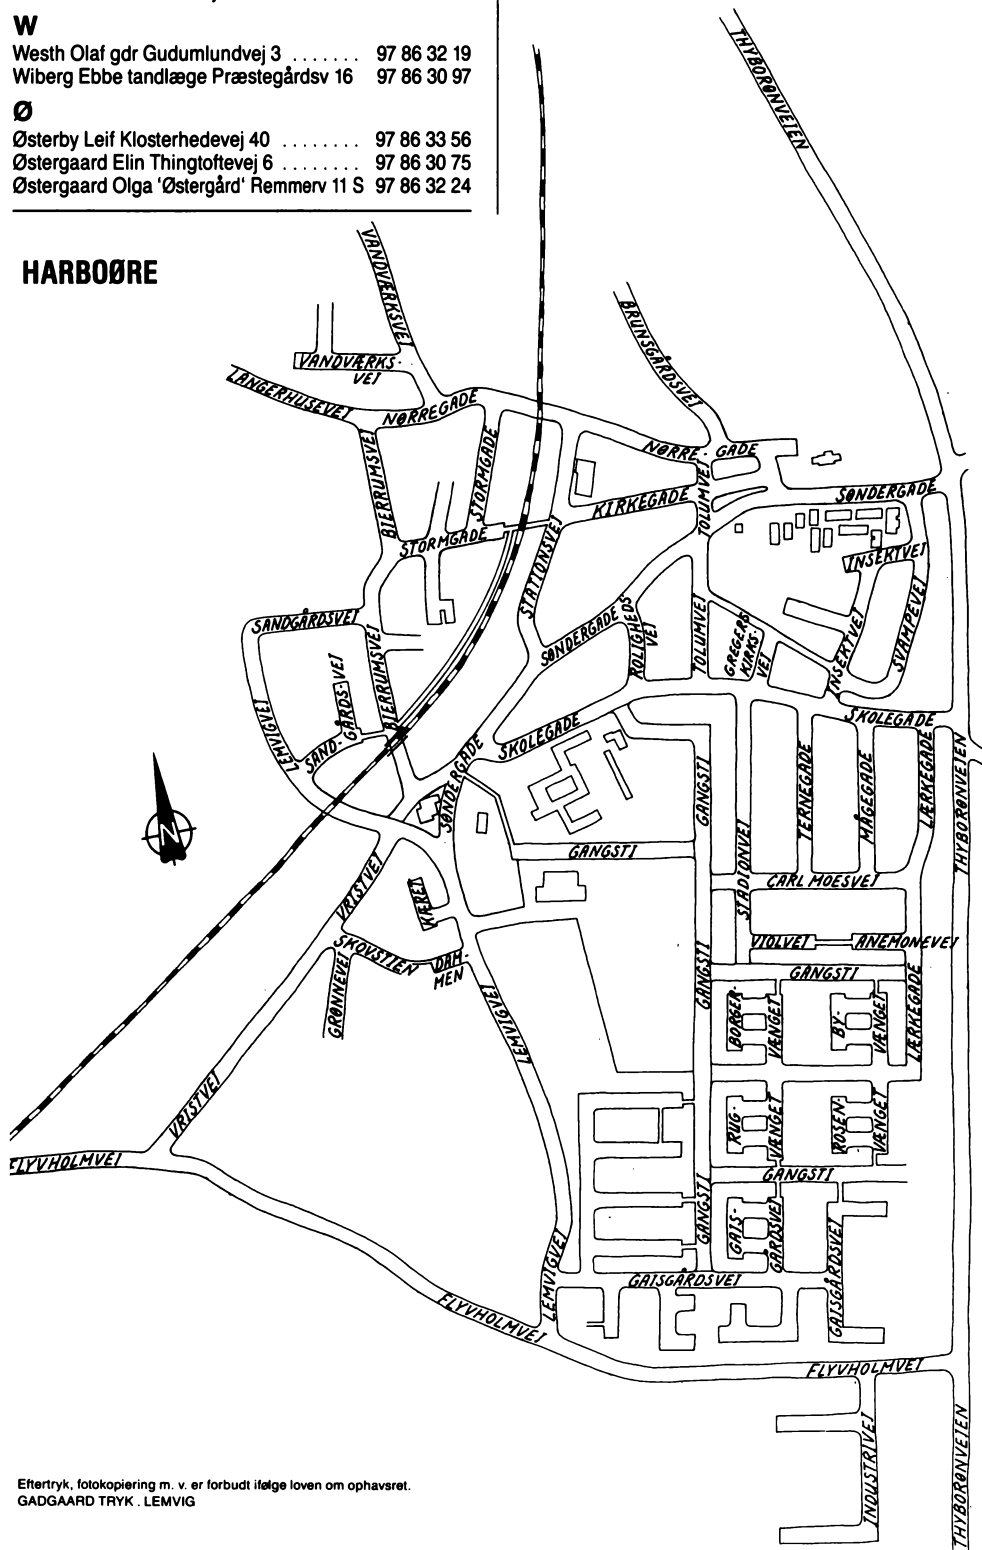 W
Westh Olaf gdr Gudumlundvej 3 ....... 97 86 32 19
Wiberg Ebbe tandlæge Præstegårdsv 16 97 86 30 97
Ø
Østerby Leif Klosterhedevej 40 ........ 97 86 33 56
Østergaard Elin Thingtoftevej 6 ........ 97 86 30 75
Østergaard Olga 'Østergård' Remmerv 11 S 97 86 32 24
HARBOØRE
THYBORØNVEJEN
VANDVÆRKSVEJ
BRUNSGÅRDSVEJ
VANDVÆRKS-
VEJ
LANGERHUSEVEJ
NØRREGADE
NØRRE-GADE
BJERRUMSVEJ
STORMGADE
TOLUMVEJ
KIRKEGADE
SØNDERGADE
STORMGADE
STATIONSVEJ
INSEKTVEJ
SVAMPEVEJ
SANDGÅRDSVEJ
SØNDERGADE
ROLIGHEDS
VEJ
TOLUMVEJ
GREGERS
KIRKS-
VEJ
INSEKTVEJ
INSEKTVEJ
BJERRUMSVEJ
SAND-
GÅRDS-VEJ
LEMVIGVEJ
SKOLEGADE
SKOLEGADE
SØNDERGADE
GANGSTI
STADIONVEJ
TERNEGADE
MÅGEGADE
LÆRKEGADE
THYBORØNVEJEN
N
GANGSTI
CARL MOESVEJ
VRISTVEJ
KÆRET
SKOVSTIEN
DAM-
MEN
GRØNNEVEJ
VIOLVEJ
ANEMONEVEJ
GANGSTI
GANGSTI
LEMVIGVEJ
BORGER-
VÆNGET
BY-
VÆNGET
LÆRKEGADE
VRISTVEJ
RUG-
VÆNGET
ROSEN-
VÆNGET
FLYVHOLMVEJ
GANGSTI
GANGSTI
GAJS-
GÅRDSVEJ
GAJSGÅRDSVEJ
LEMVIGVEJ
GAJSGÅRDSVEJ
FLYVHOLMVEJ
FLYVHOLMVEJ
INDUSTRIVEJ
THYBORØNVEJEN
Eftertryk, fotokopiering m. v. er forbudt ifølge loven om ophavsret.
GADGAARD TRYK . LEMVIG